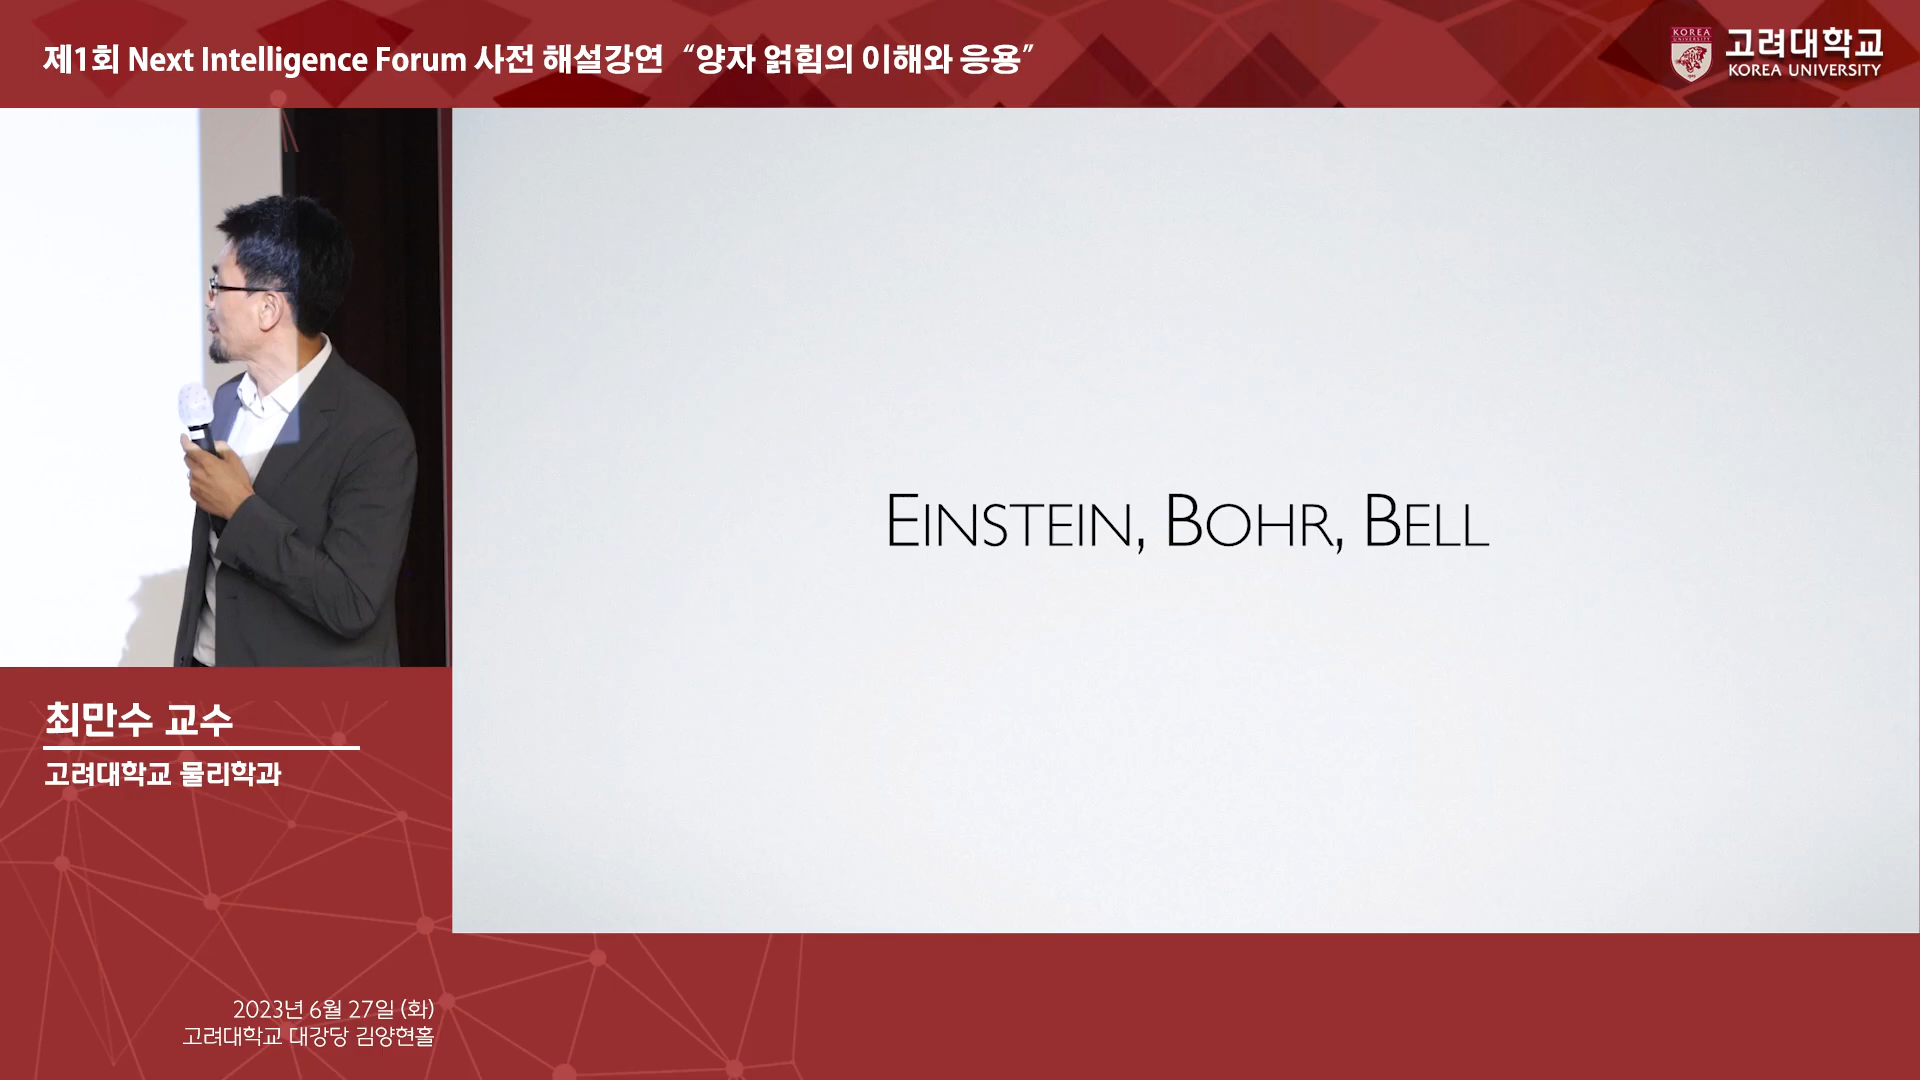 제1회 Next Intelligence Forum 사전 해설강연 “양자 얽힘의 이해와 응용”
KOREA UNIVERSITY
고려대학교
KOREA UNIVERSITY
EINSTEIN, BOHR, BELL
최만수 교수
고려대학교 물리학과
2023년 6월 27일 (화)
고려대학교 대강당 김양현홀